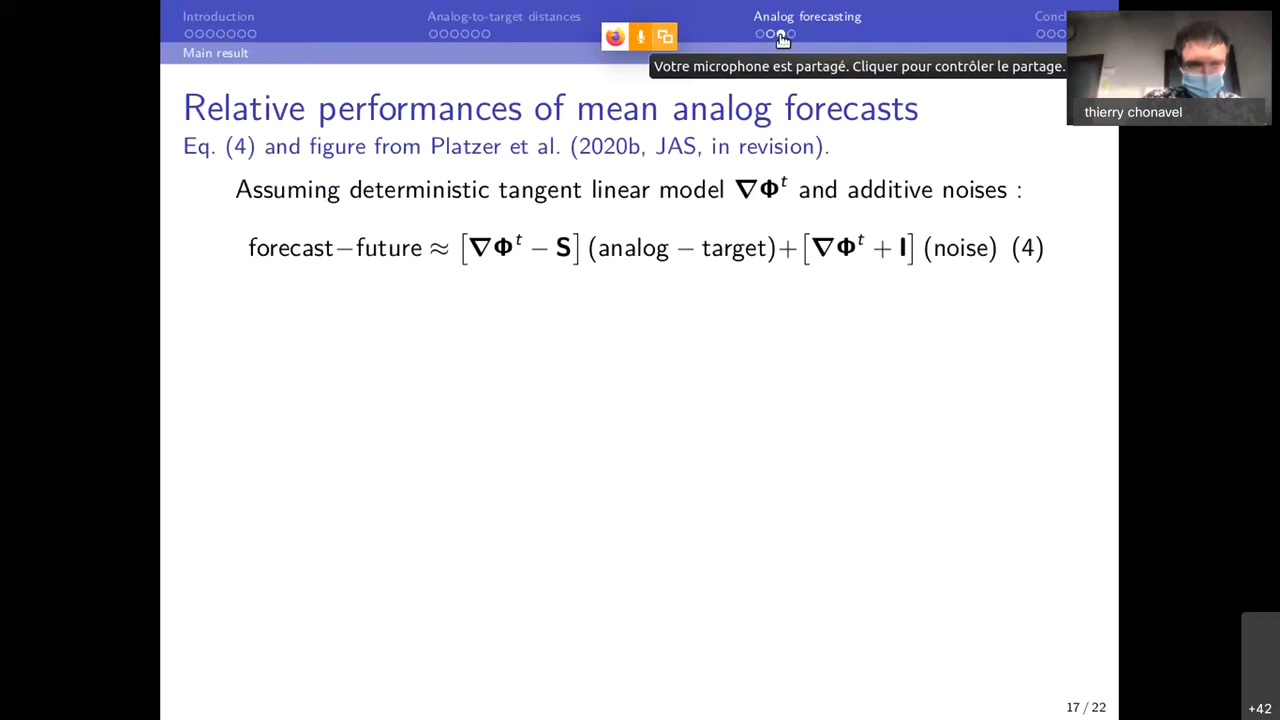 Introduction
Analog-to-target distances
Analog forecasting
Concl
Main result
Votre microphone est partagé. Cliquer pour contrôler le partage.
thierry chonavel
Relative performances of mean analog forecasts
Eq. (4) and figure from Platzer et al. (2020b, JAS, in revision).
Assuming deterministic tangent linear model ∇Φ^t and additive noises :
forecast−future ≈ [∇Φ^t − S] (analog − target)+[∇Φ^t + I] (noise) (4)
17 / 22
+42